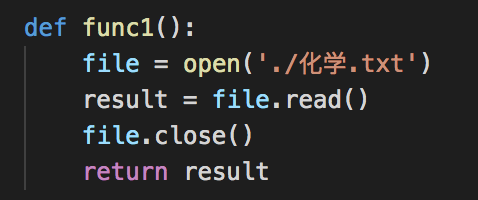 def func1():
    file = open('./化学.txt')
    result = file.read()
    file.close()
    return result